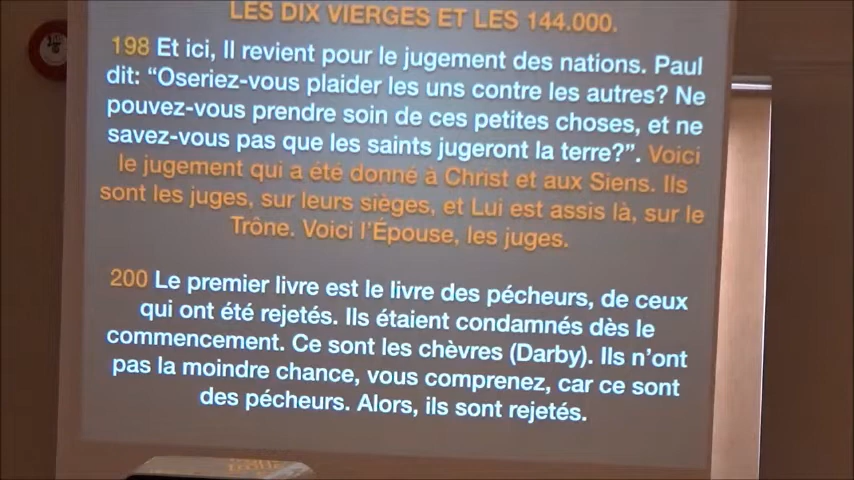 LES DIX VIERGES ET LES 144.000.
198 Et ici, Il revient pour le jugement des nations. Paul
dit: “Oseriez-vous plaider les uns contre les autres? Ne
pouvez-vous prendre soin de ces petites choses, et ne
savez-vous pas que les saints jugeront la terre?”. Voici
le jugement qui a été donné à Christ et aux Siens. Ils
sont les juges, sur leurs sièges, et Lui est assis là, sur le
Trône. Voici l’Épouse, les juges.
200 Le premier livre est le livre des pécheurs, de ceux
qui ont été rejetés. Ils étaient condamnés dès le
commencement. Ce sont les chèvres (Darby). Ils n’ont
pas la moindre chance, vous comprenez, car ce sont
des pécheurs. Alors, ils sont rejetés.